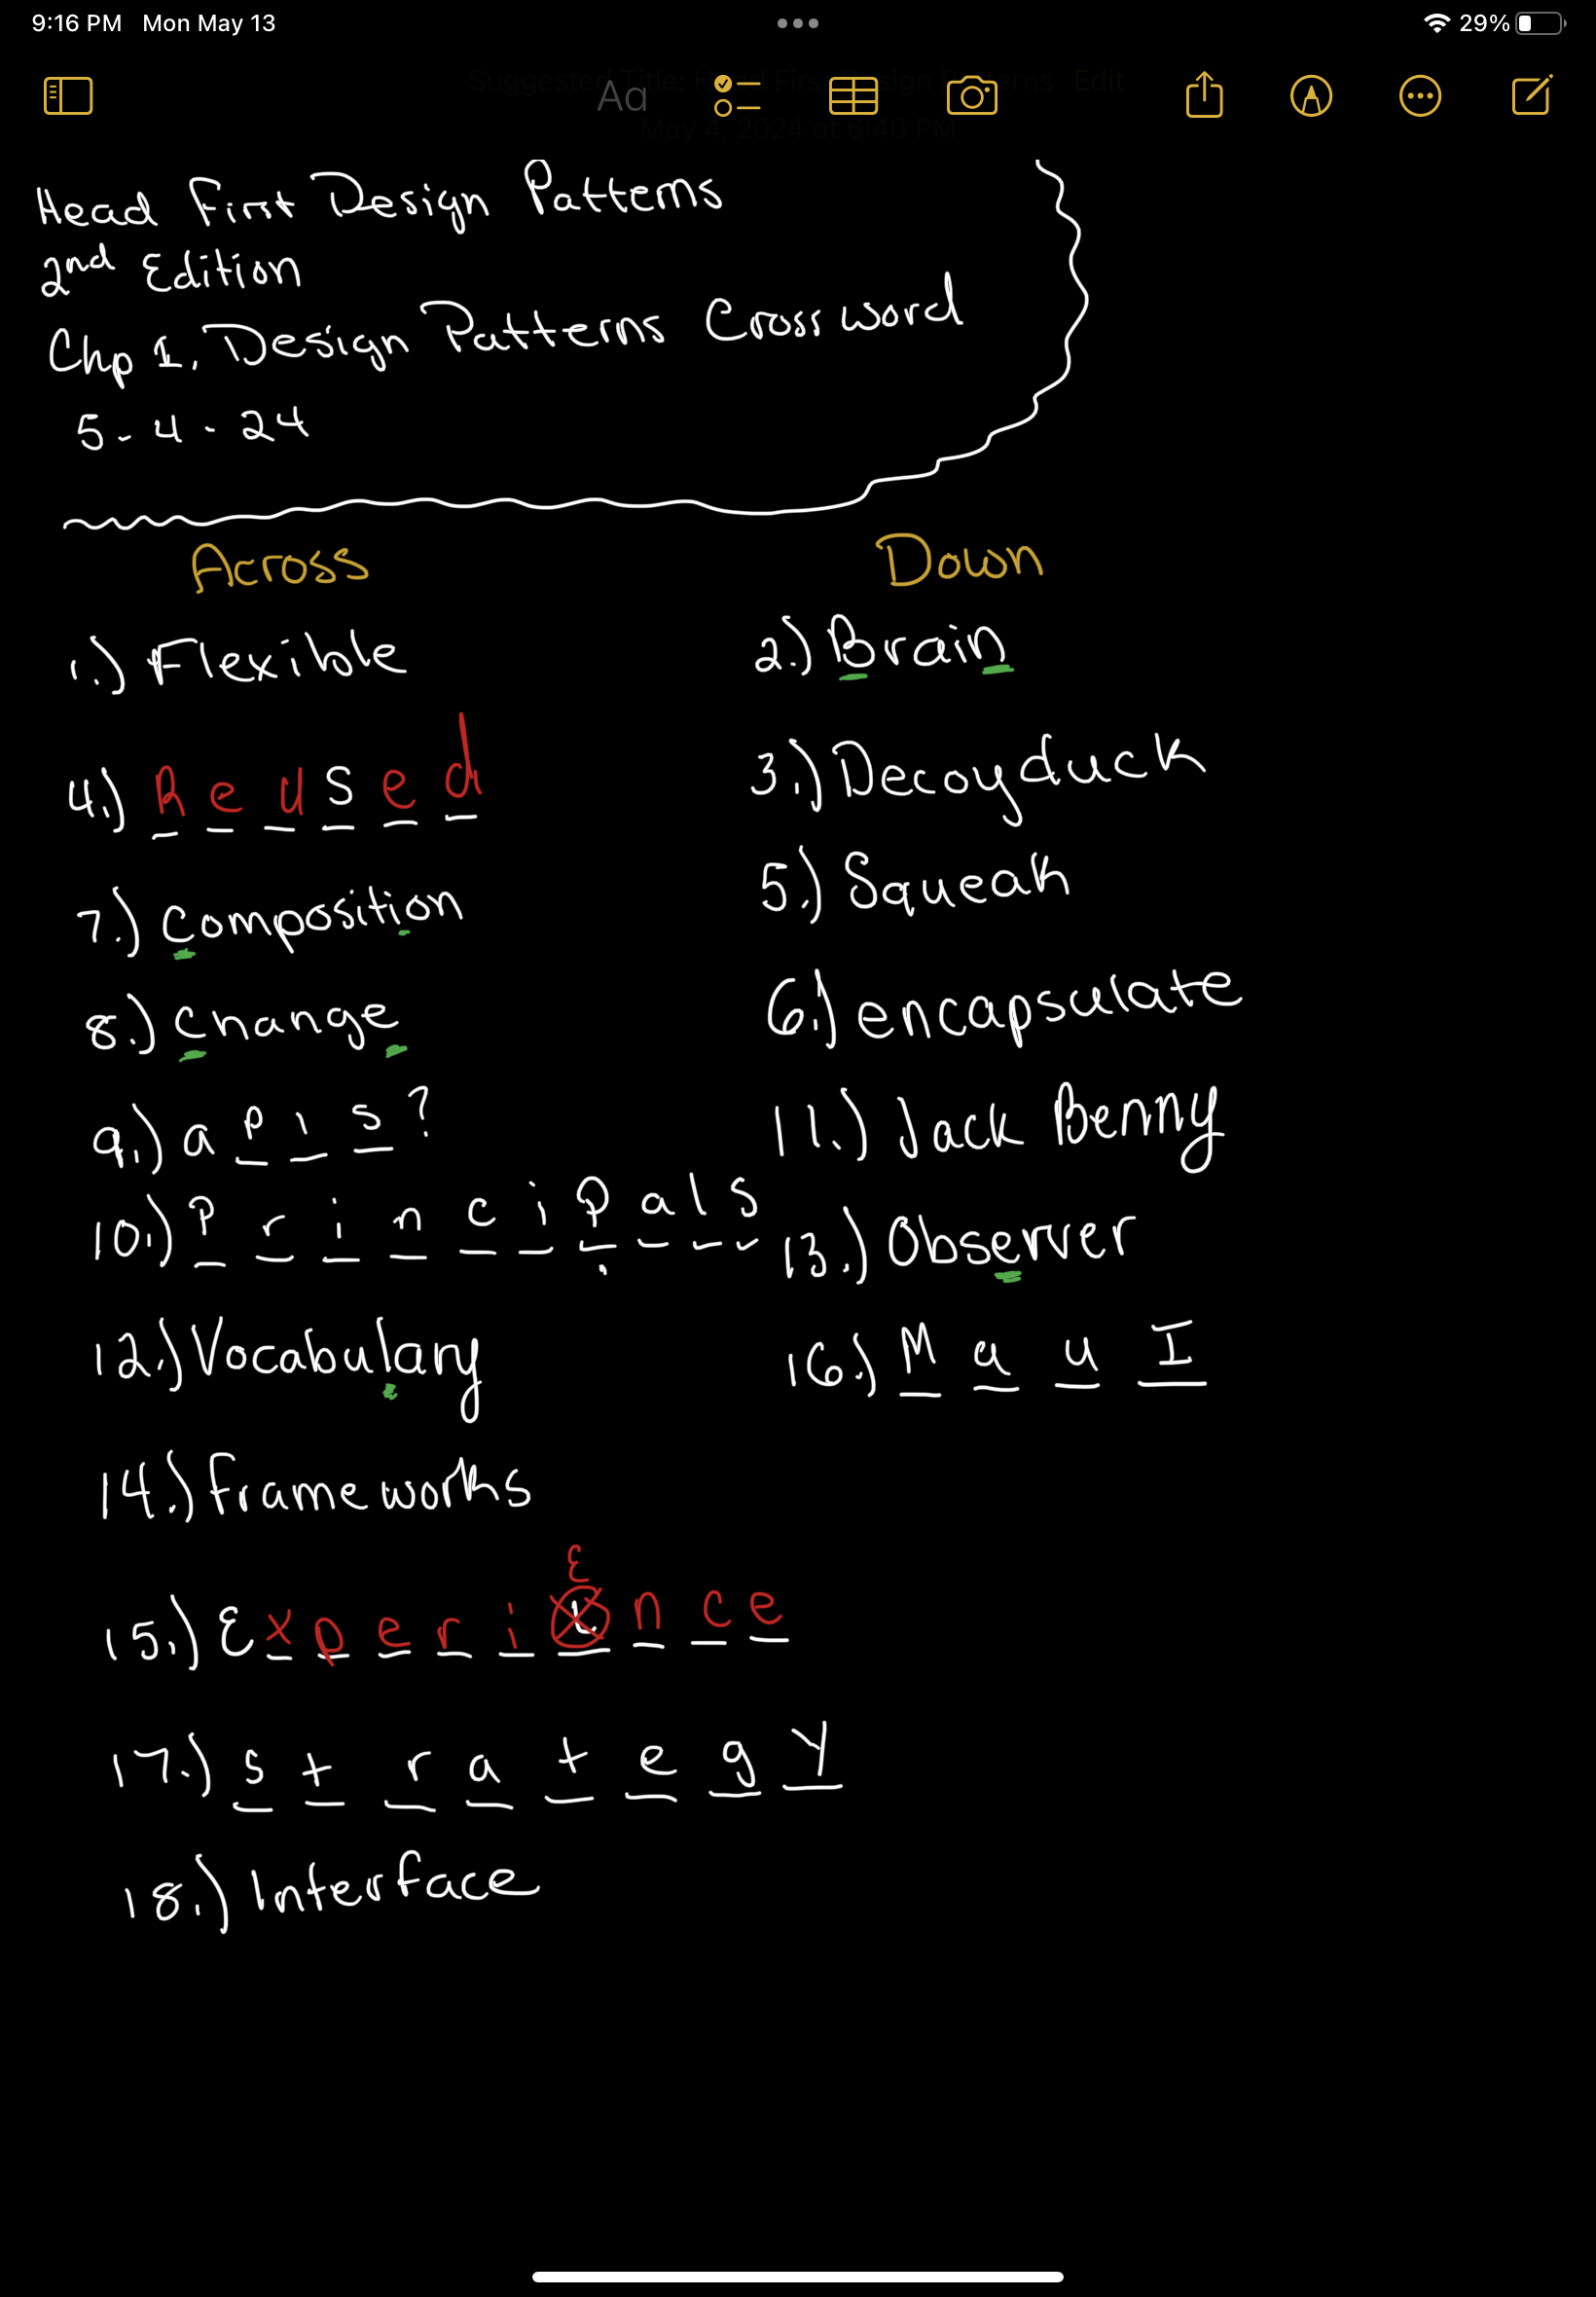 9:16 PM Mon May 13
29%
Suggested Title: Head First Design Patterns Edit
Aa
May 4, 2024 at 6:40 PM
Head First Design Patterns
2nd Edition
Chp 1. Design Patterns Crossword
5-4-24
Across
1.) Flexible
4.) Reused
7.) Composition
8.) Change
9.) a p i s ?
10.) P r i n c i p a l s
12.) Vocabulary
14.) frameworks
15.) E x p e r i n c e
E
17.) s t r a t e g y
18.) Interface
Down
2.) Brain
3.) Decoyduck
5.) Squeak
6.) encapsulate
11.) Jack Benny
13.) Observer
16.) M a u I